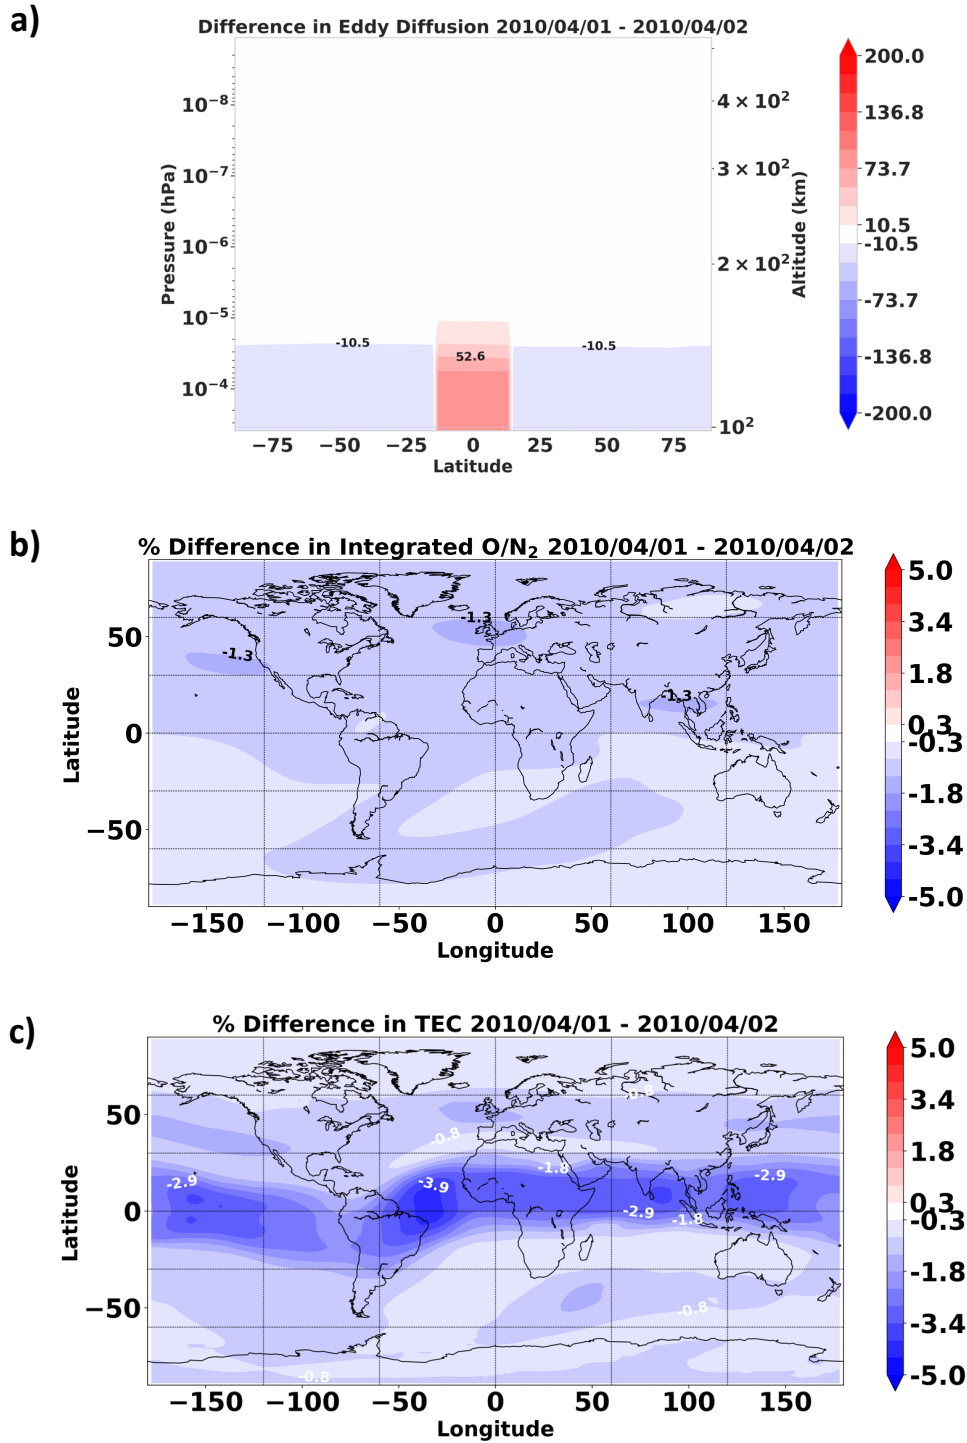 a)
Difference in Eddy Diffusion 2010/04/01 - 2010/04/02
Pressure (hPa)
10⁻⁸
10⁻⁷
10⁻⁶
10⁻⁵
10⁻⁴
-10.5
52.6
-10.5
4 × 10²
3 × 10²
2 × 10²
10²
Altitude (km)
−75 −50 −25 0 25 50 75
Latitude
200.0
136.8
73.7
10.5
-10.5
-73.7
-136.8
-200.0
b)
% Difference in Integrated O/N₂ 2010/04/01 - 2010/04/02
Latitude
50
0
−50
-1.3
-1.3
-1.3
−150 −100 −50 0 50 100 150
Longitude
5.0
3.4
1.8
0.3
-0.3
-1.8
-3.4
-5.0
c)
% Difference in TEC 2010/04/01 - 2010/04/02
Latitude
50
0
−50
-0.8
-0.8
-1.8
-2.9
-3.9
-2.9
-2.9
-1.8
-0.8
-0.8
−150 −100 −50 0 50 100 150
Longitude
5.0
3.4
1.8
0.3
-0.3
-1.8
-3.4
-5.0